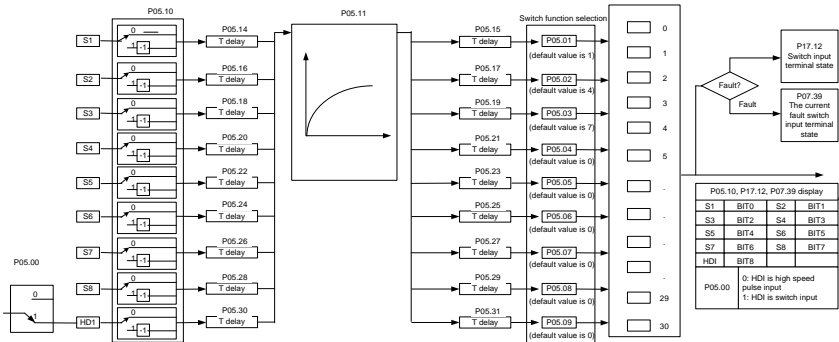 P05.10
P05.14
P05.11
P05.15
Switch function selection
S1
0
1
-1
T delay
T delay
P05.01
(default value is 1)
0
1
P05.16
P05.17
S2
0
1
-1
T delay
T delay
P05.02
(default value is 4)
2
P05.18
P05.19
S3
0
1
-1
T delay
T delay
P05.03
(default value is 7)
3
4
P05.20
P05.21
S4
0
1
-1
T delay
T delay
P05.04
(default value is 0)
5
P05.22
P05.23
S5
0
1
-1
T delay
T delay
P05.05
(default value is 0)
.
P05.24
P05.25
S6
0
1
-1
T delay
T delay
P05.06
(default value is 0)
.
.
P05.26
P05.27
S7
0
1
-1
T delay
T delay
P05.07
(default value is 0)
.
P05.28
P05.29
S8
0
1
-1
T delay
T delay
P05.08
(default value is 0)
29
P05.00
0
1
P05.30
P05.31
HD1
0
1
-1
T delay
T delay
P05.09
(default value is 0)
30
Fault?
Fault
P17.12
Switch input
terminal state
P07.39
The current
fault switch
input terminal
state
P05.10, P17.12, P07.39 display
S1 BIT0 S2 BIT1
S3 BIT2 S4 BIT3
S5 BIT4 S6 BIT5
S7 BIT6 S8 BIT7
HDI BIT8
P05.00
0: HDI is high speed
pulse input
1: HDI is switch input